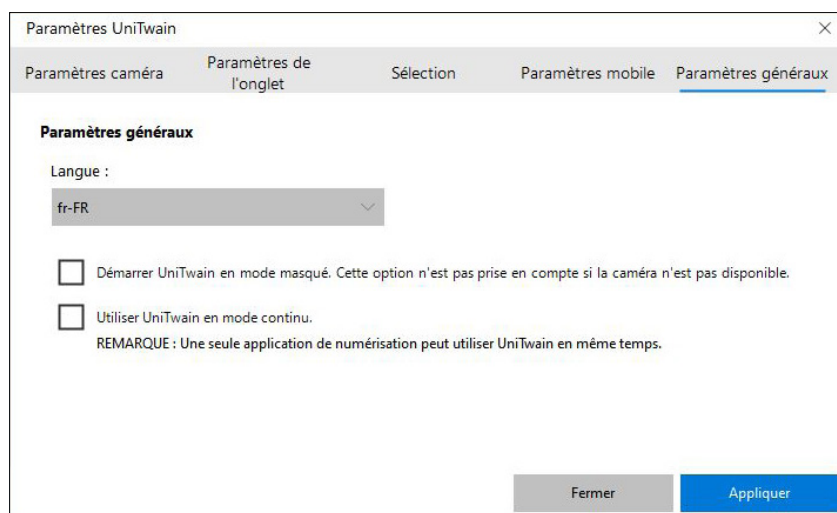 Paramètres UniTwain
Paramètres caméra
Paramètres de
l'onglet
Sélection
Paramètres mobile
Paramètres généraux
Paramètres généraux
Langue :
fr-FR
Démarrer UniTwain en mode masqué. Cette option n'est pas prise en compte si la caméra n'est pas disponible.
Utiliser UniTwain en mode continu.
REMARQUE : Une seule application de numérisation peut utiliser UniTwain en même temps.
Fermer
Appliquer